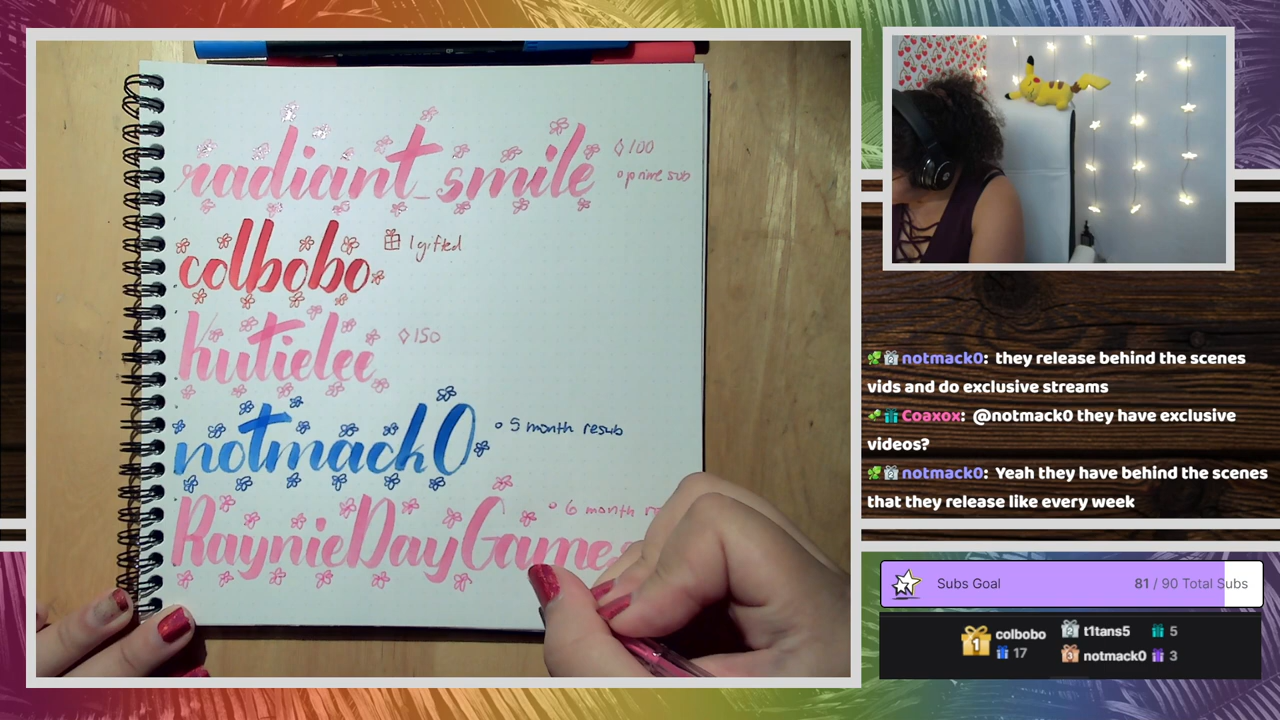 radiant_smile
◊100
prime sub
colbobo
1 gifted
kutielee
◊150
notmack0
5 month resub
RaynieDayGames
6 month
notmack0: they release behind the scenes
vids and do exclusive streams
Coaxox: @notmack0 they have exclusive
videos?
notmack0: Yeah they have behind the scenes
that they release like every week
Subs Goal
81 / 90 Total Subs
1 colbobo
17
2 t1tans5 5
3 notmack0 3